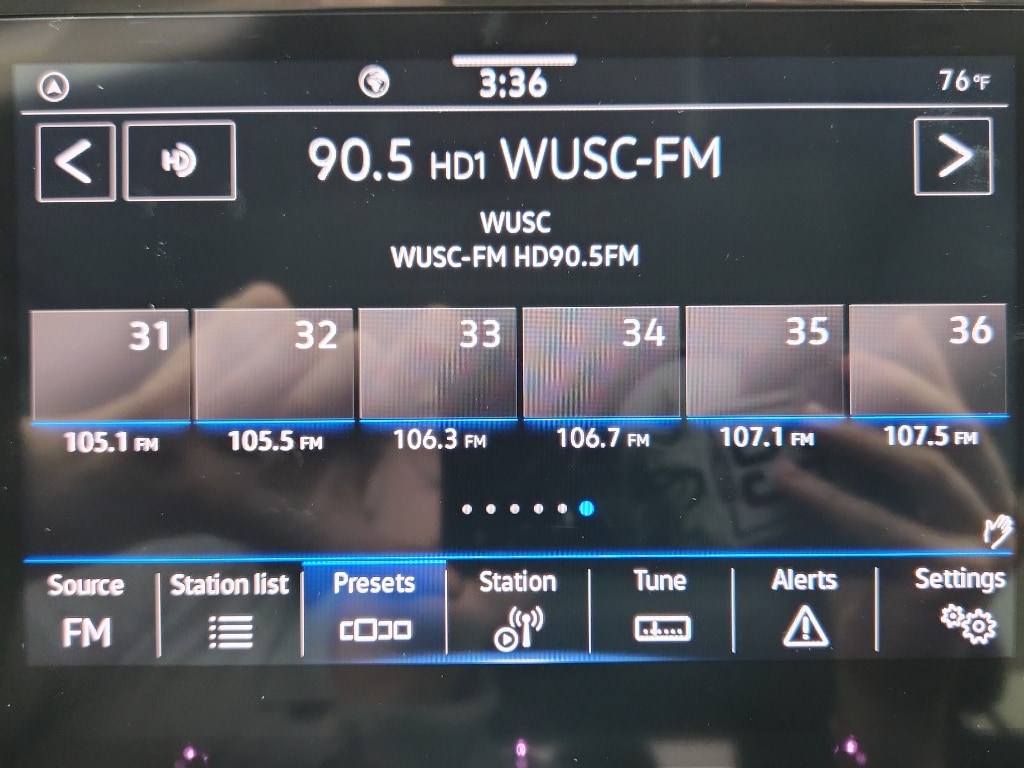 3:36
76°F
HD
90.5 HD1 WUSC-FM
WUSC
WUSC-FM HD90.5FM
31 32 33 34 35 36
105.1 FM 105.5 FM 106.3 FM 106.7 FM 107.1 FM 107.5 FM
Source Station list Presets Station Tune Alerts Settings
FM